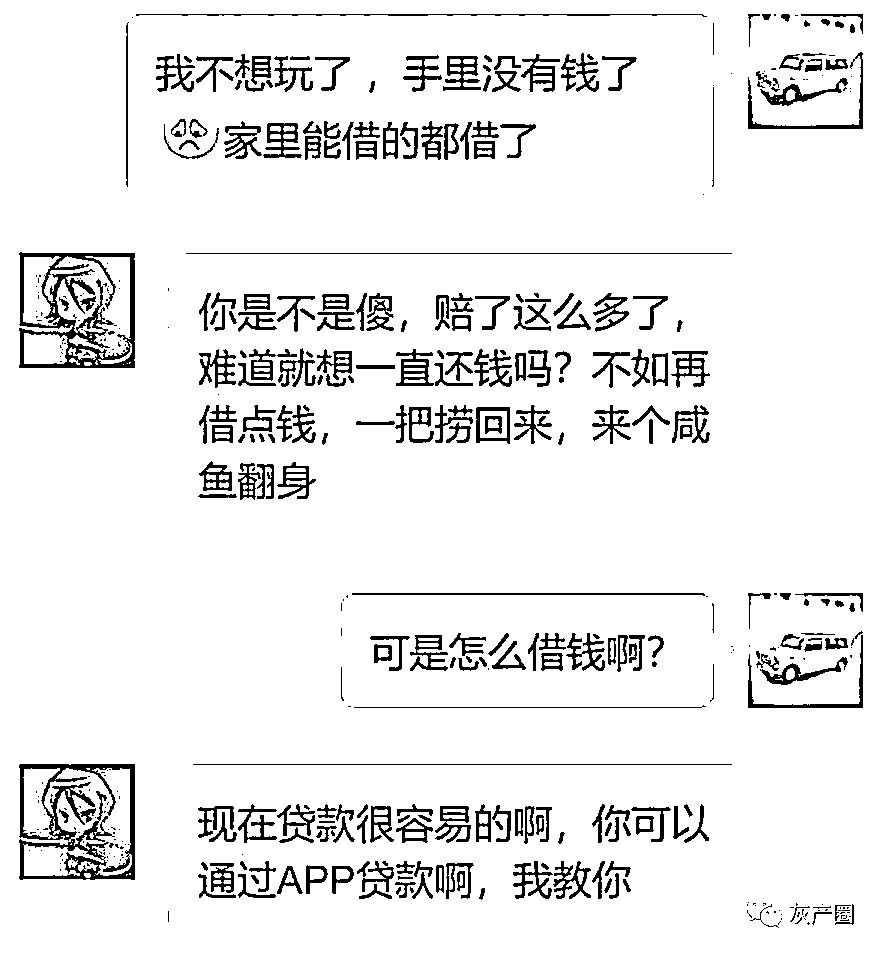 我不想玩了，手里没有钱了
家里能借的都借了
你是不是傻，赔了这么多了，
难道就想一直还钱吗？不如再
借点钱，一把捞回来，来个咸
鱼翻身
可是怎么借钱啊？
现在贷款很容易的啊，你可以
通过APP贷款啊，我教你
灰产圈